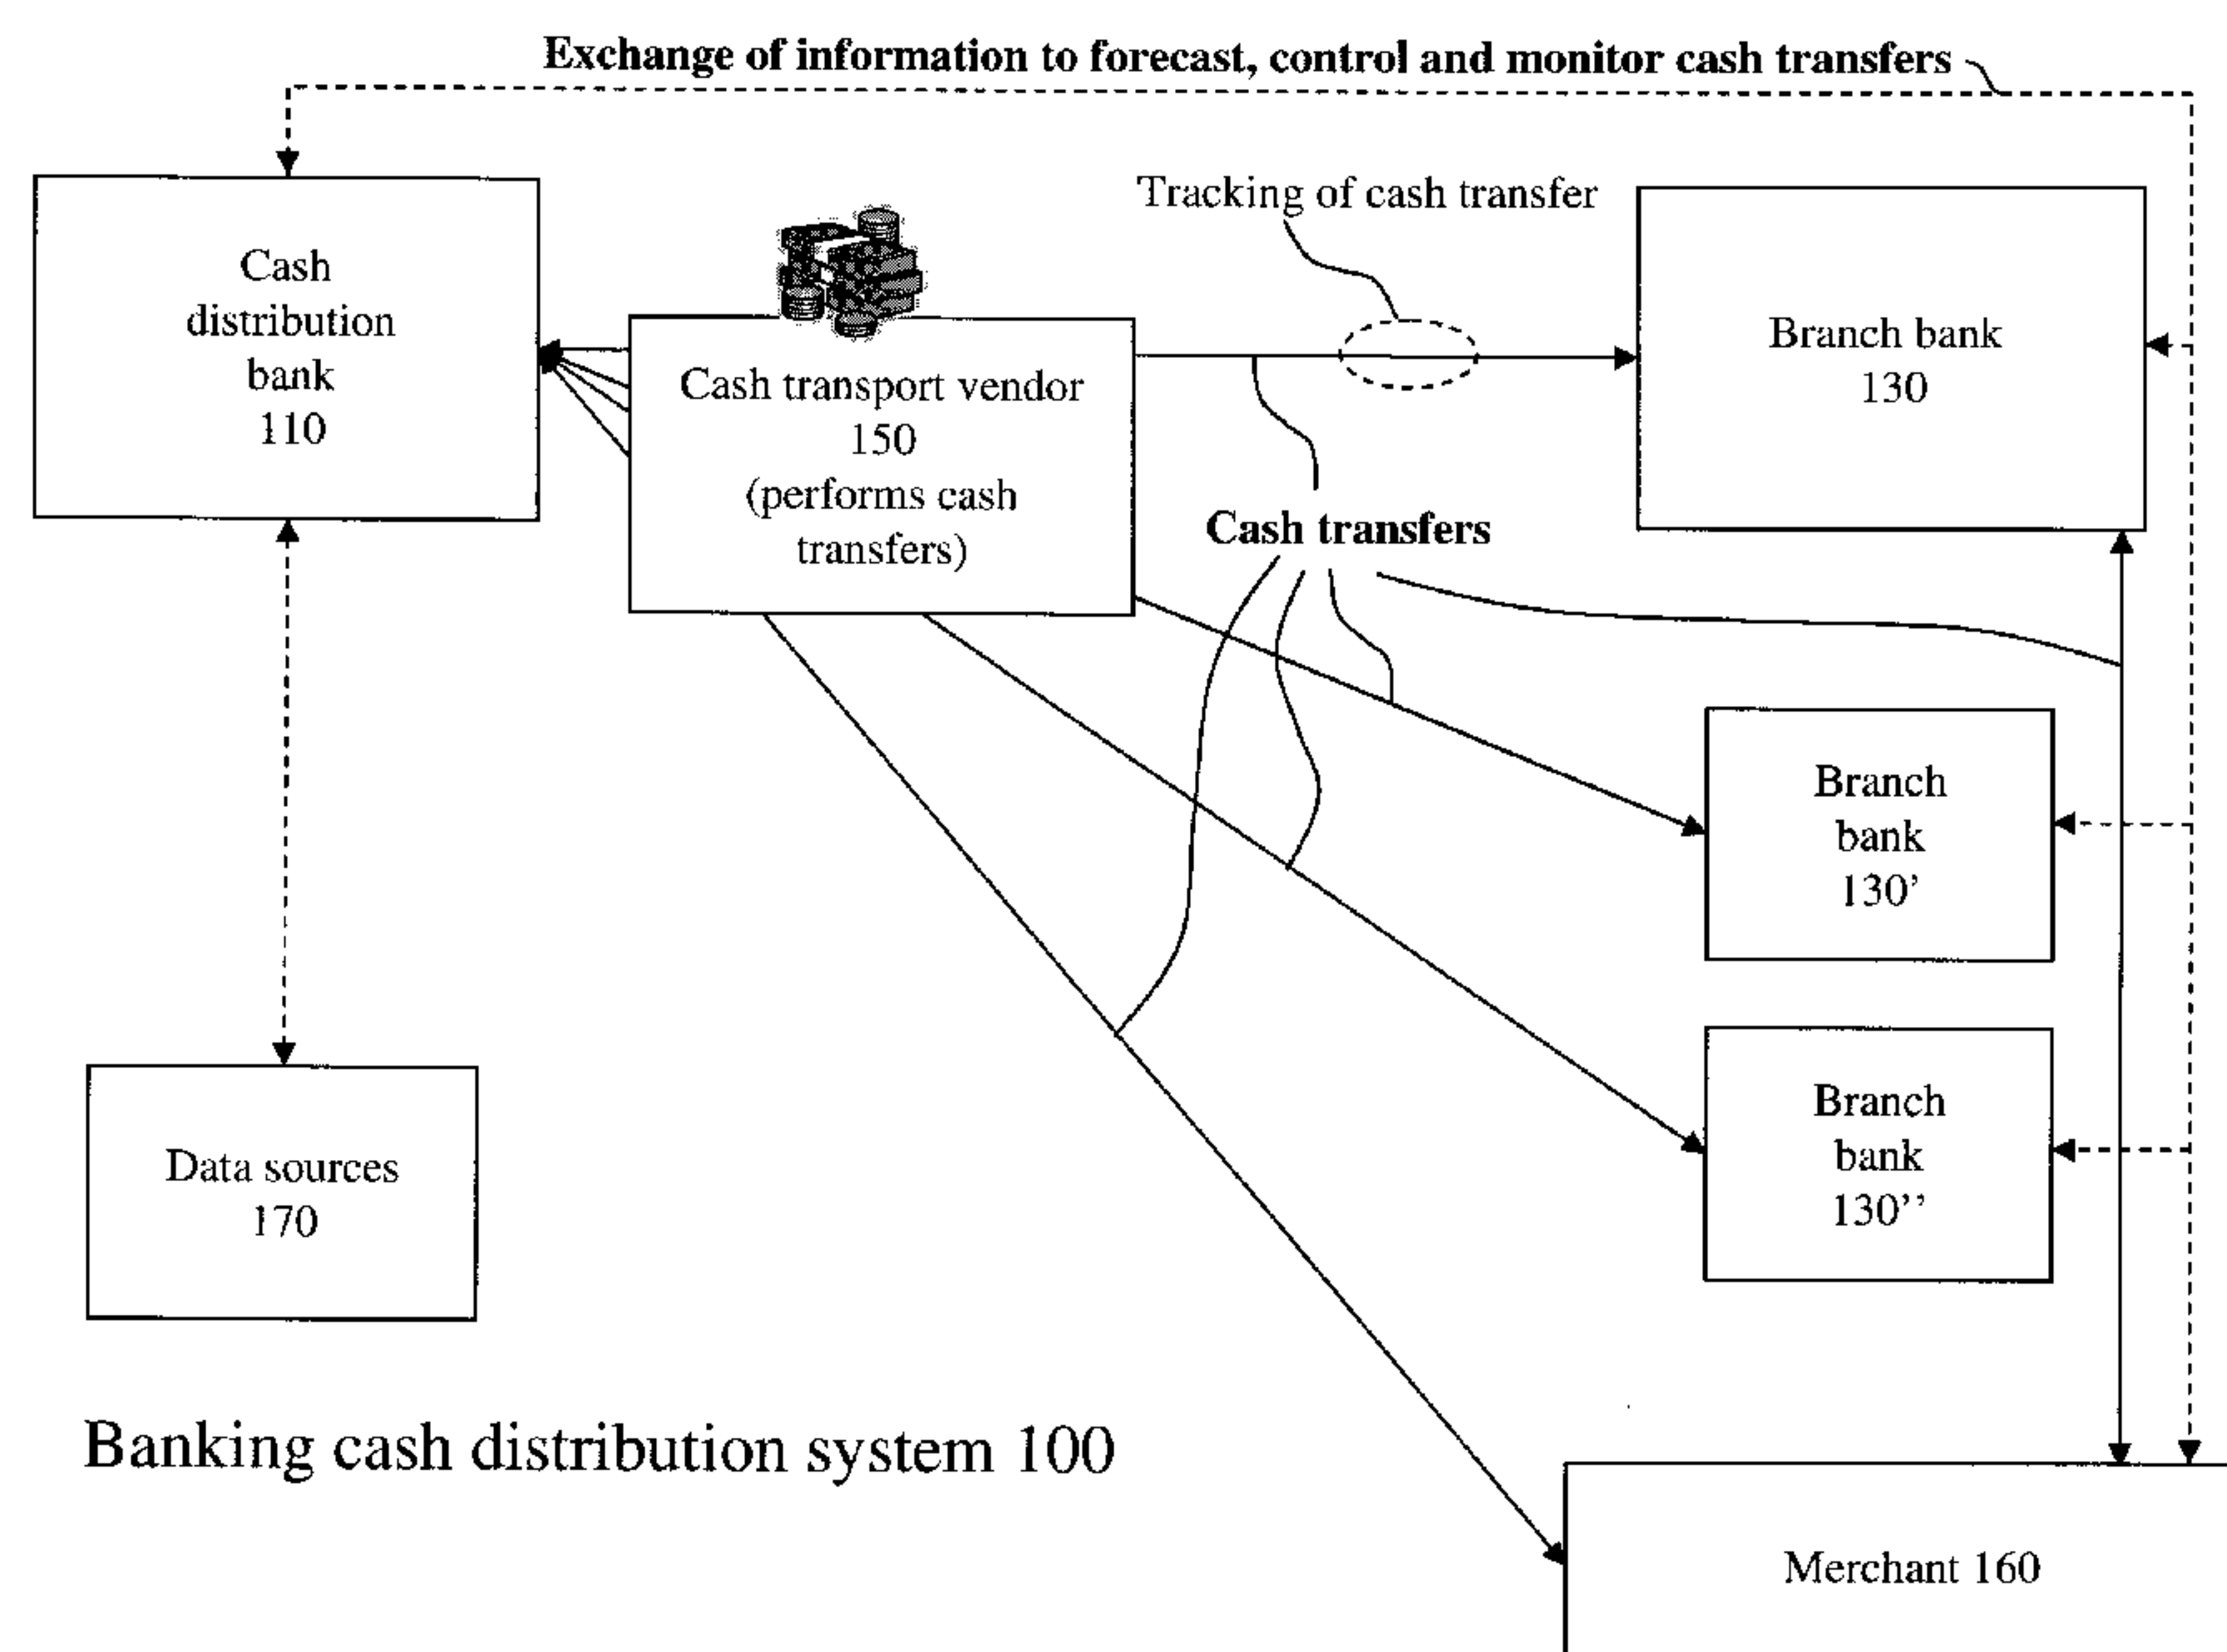 Exchange of information to forecast, control and monitor cash transfers
Tracking of cash transfer
Cash
distribution
bank
110
Cash transport vendor
150
(performs cash
transfers)
Branch bank
130
Cash transfers
Branch
bank
130’
Branch
bank
130’’
Data sources
170
Banking cash distribution system 100
Merchant 160